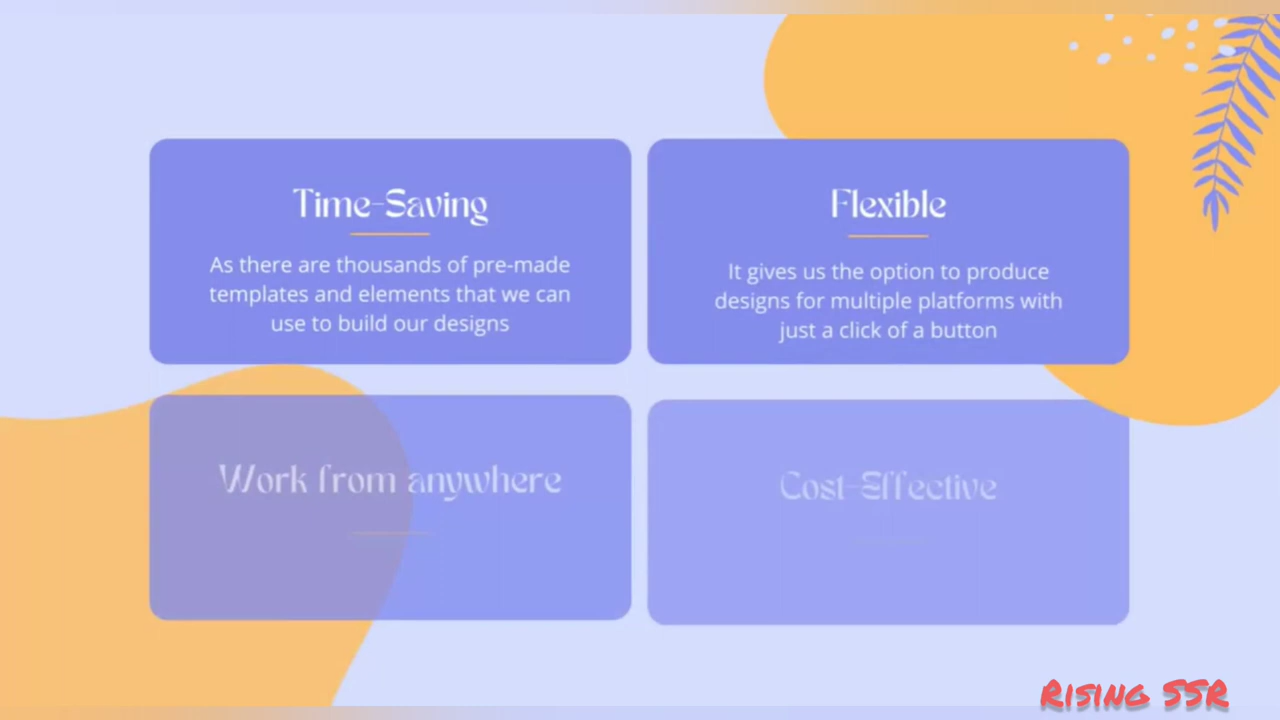 Time-Saving
As there are thousands of pre-made
templates and elements that we can
use to build our designs
Flexible
It gives us the option to produce
designs for multiple platforms with
just a click of a button
Work from anywhere
Cost-Effective
Rising SSR